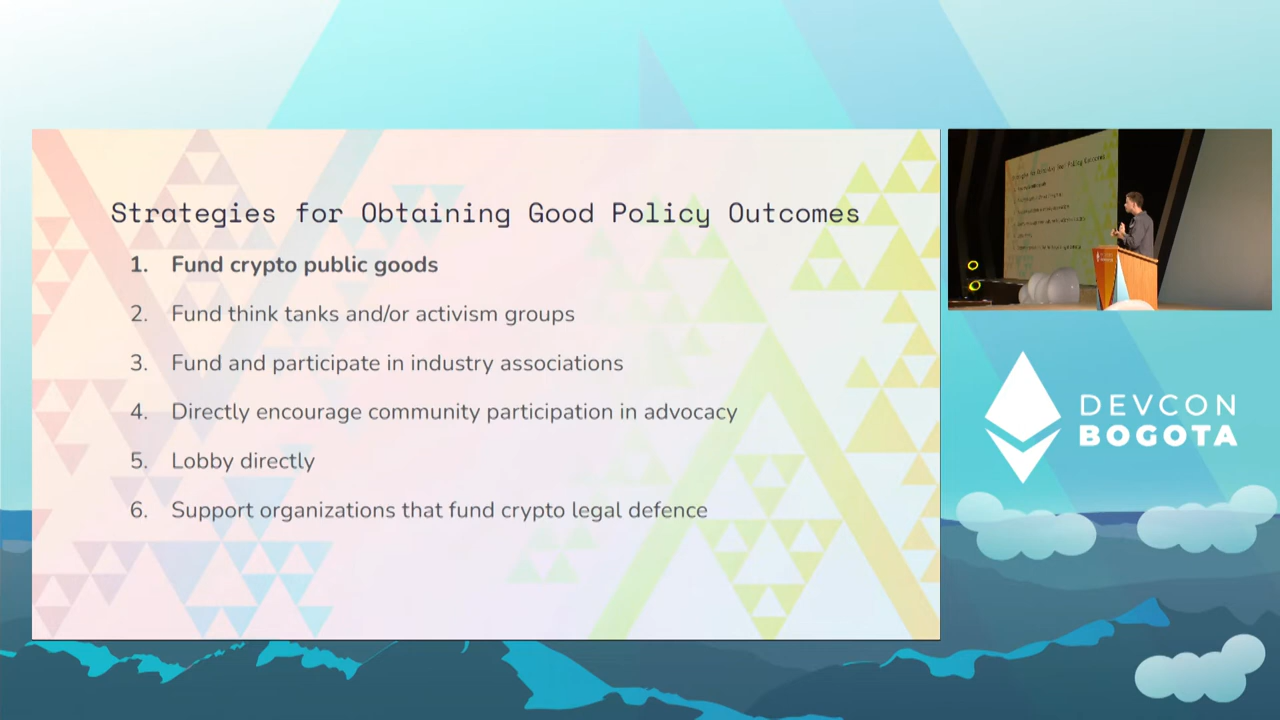 Strategies for Obtaining Good Policy Outcomes
1. Fund crypto public goods
2. Fund think tanks and/or activism groups
3. Fund and participate in industry associations
4. Directly encourage community participation in advocacy
5. Lobby directly
6. Support organizations that fund crypto legal defence
DEVCON
BOGOTA